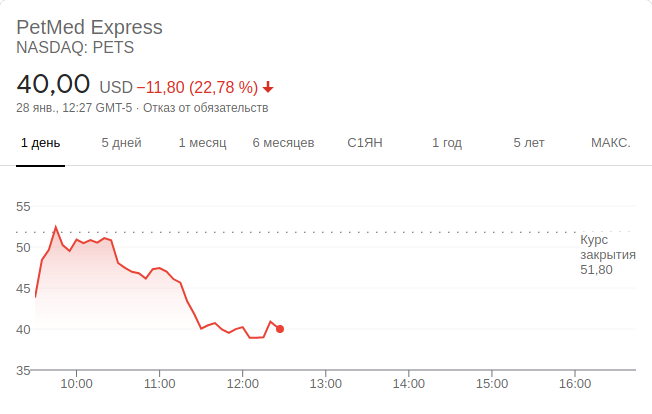 PetMed Express
NASDAQ: PETS
40,00 USD −11,80 (22,78 %)
28 янв., 12:27 GMT-5 · Отказ от обязательств
1 день 5 дней 1 месяц 6 месяцев С1ЯН 1 год 5 лет МАКС.
55
50
45
40
35
Курс
закрытия
51,80
10:00 11:00 12:00 13:00 14:00 15:00 16:00